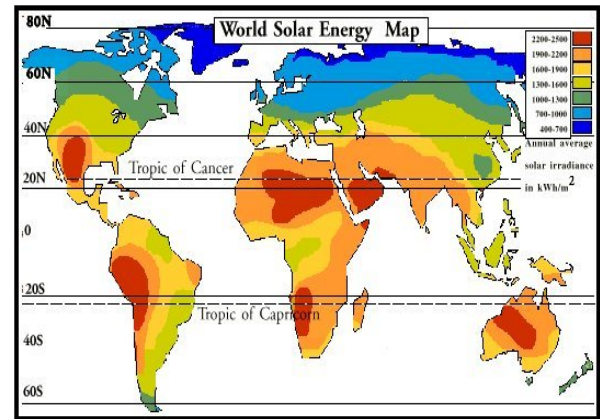 80N
World Solar Energy Map
2200-2500
1900-2200
1600-1900
1300-1600
1000-1300
700-1000
400-700
60N
40N
Annual average
solar irradiance
in kWh/m2
Tropic of Cancer
20N
0
20S
Tropic of Capricorn
40S
60S